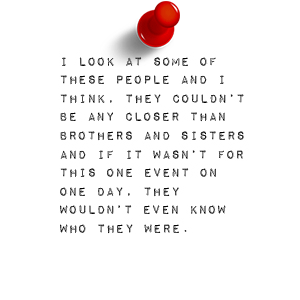 I LOOK AT SOME OF
THESE PEOPLE AND I
THINK, THEY COULDN'T
BE ANY CLOSER THAN
BROTHERS AND SISTERS
AND IF IT WASN'T FOR
THIS ONE EVENT ON
ONE DAY, THEY
WOULDN'T EVEN KNOW
WHO THEY WERE.